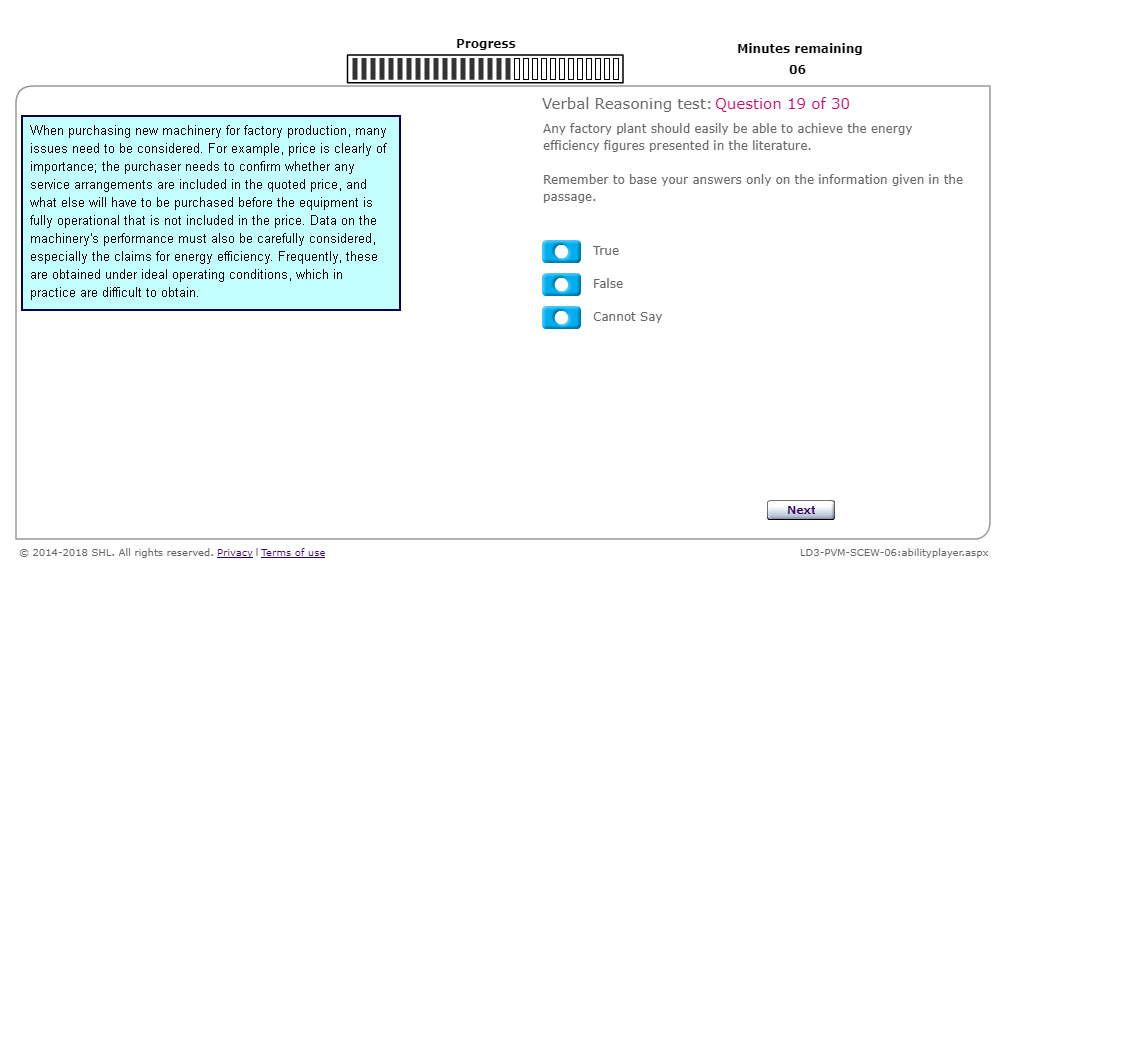 Progress
Minutes remaining
06
Verbal Reasoning test: Question 19 of 30
When purchasing new machinery for factory production, many
issues need to be considered. For example, price is clearly of
importance; the purchaser needs to confirm whether any
service arrangements are included in the quoted price, and
what else will have to be purchased before the equipment is
fully operational that is not included in the price. Data on the
machinery's performance must also be carefully considered,
especially the claims for energy efficiency. Frequently, these
are obtained under ideal operating conditions, which in
practice are difficult to obtain.
Any factory plant should easily be able to achieve the energy
efficiency figures presented in the literature.
Remember to base your answers only on the information given in the
passage.
True
False
Cannot Say
Next
© 2014-2018 SHL. All rights reserved. Privacy | Terms of use
LD3-PVM-SCEW-06:abilityplayer.aspx